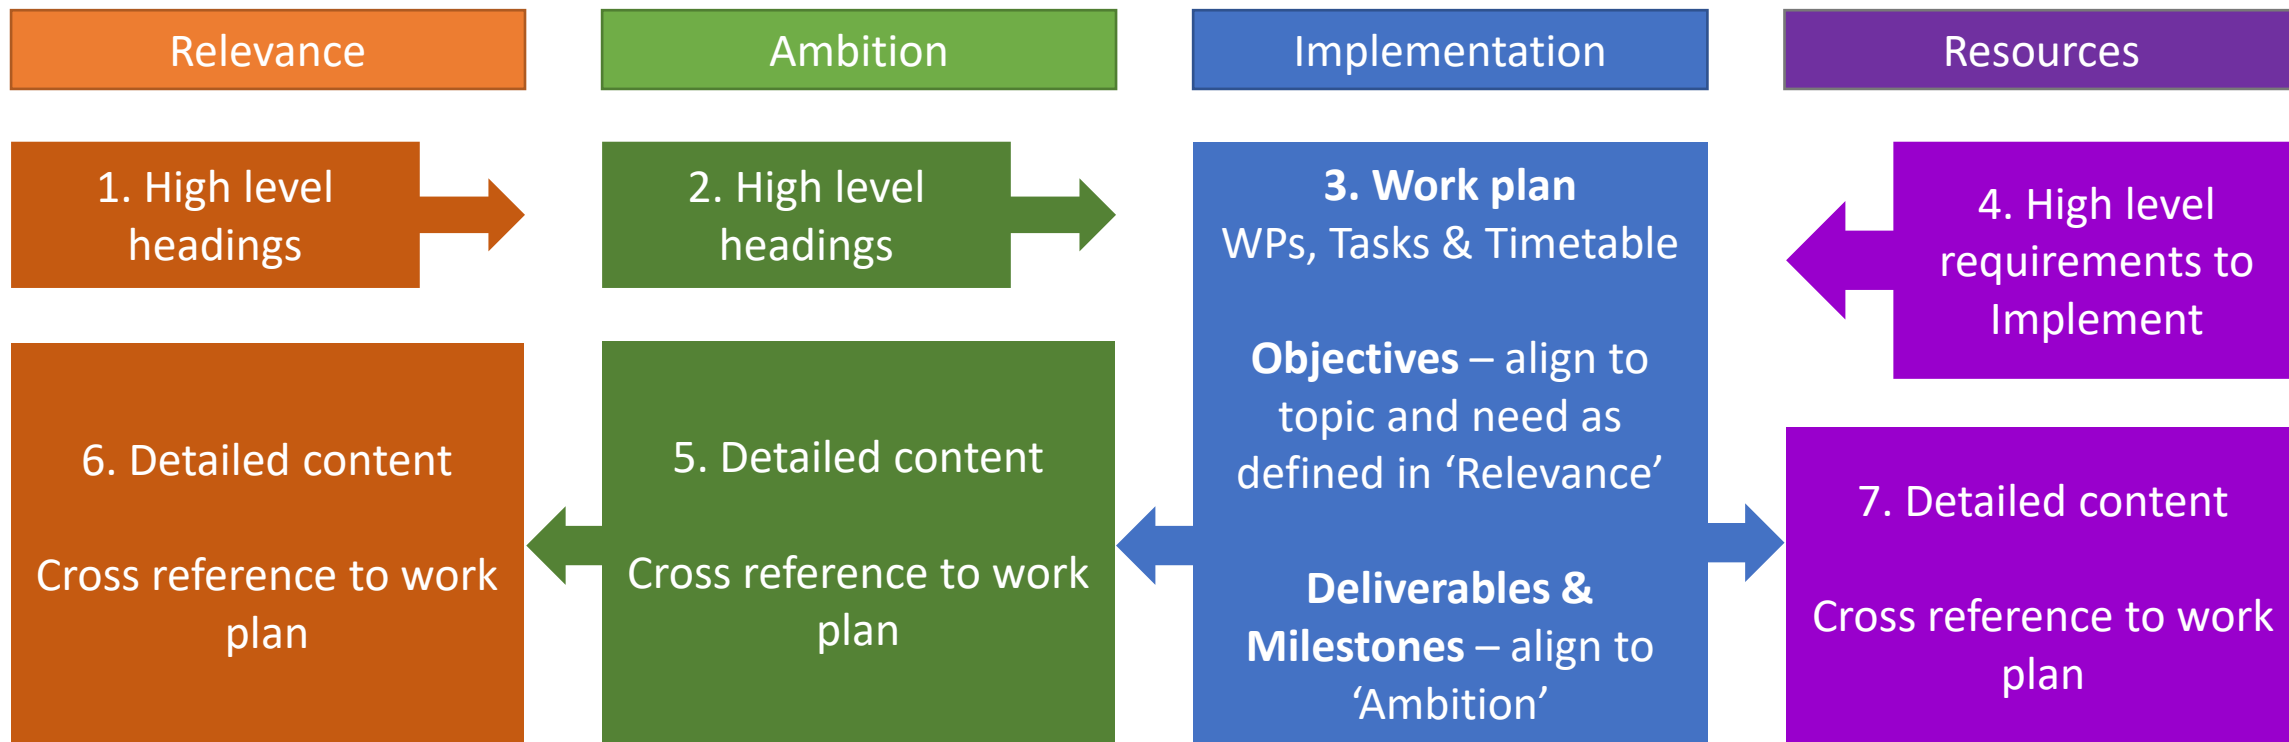 Relevance
Ambition
Implementation
Resources
1. High level
headings
2. High level
headings
3. Work plan
WPs, Tasks & Timetable
Objectives – align to
topic and need as
defined in ‘Relevance’
Deliverables &
Milestones – align to
‘Ambition’
4. High level
requirements to
Implement
6. Detailed content
Cross reference to work
plan
5. Detailed content
Cross reference to work
plan
7. Detailed content
Cross reference to work
plan